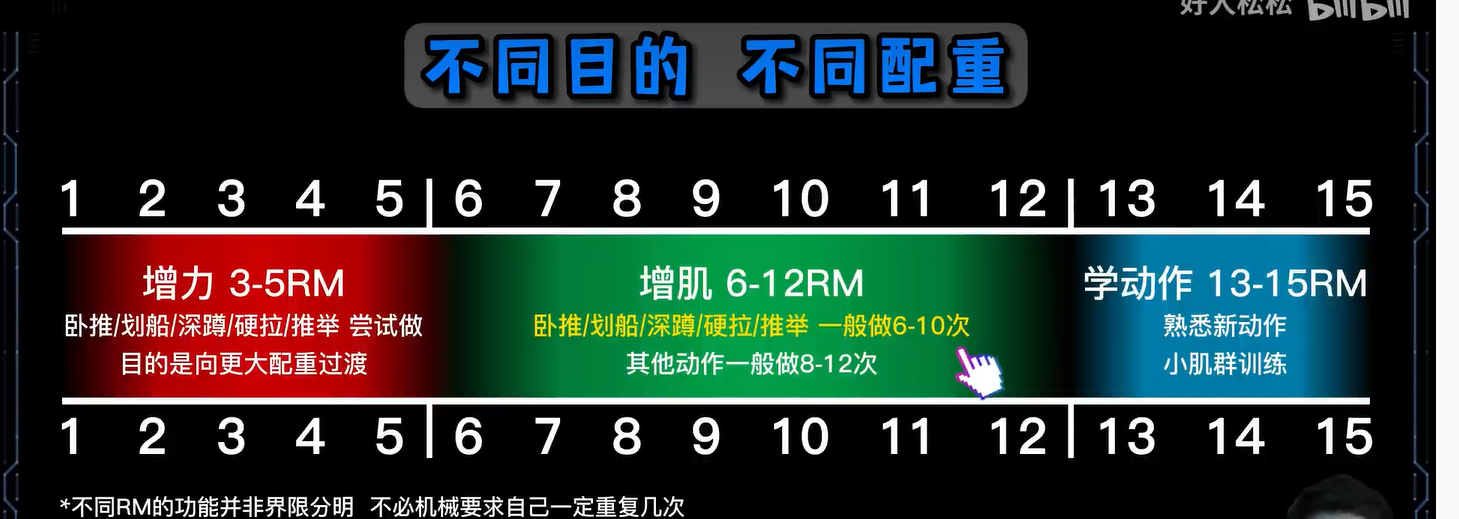 好人松松 bilibili
不同目的 不同配重
1 2 3 4 5 6 7 8 9 10 11 12 13 14 15
增力 3-5RM
卧推/划船/深蹲/硬拉/推举 尝试做
目的是向更大配重过渡
增肌 6-12RM
卧推/划船/深蹲/硬拉/推举 一般做6-10次
其他动作一般做8-12次
学动作 13-15RM
熟悉新动作
小肌群训练
1 2 3 4 5 6 7 8 9 10 11 12 13 14 15
*不同RM的功能并非界限分明 不必机械要求自己一定重复几次